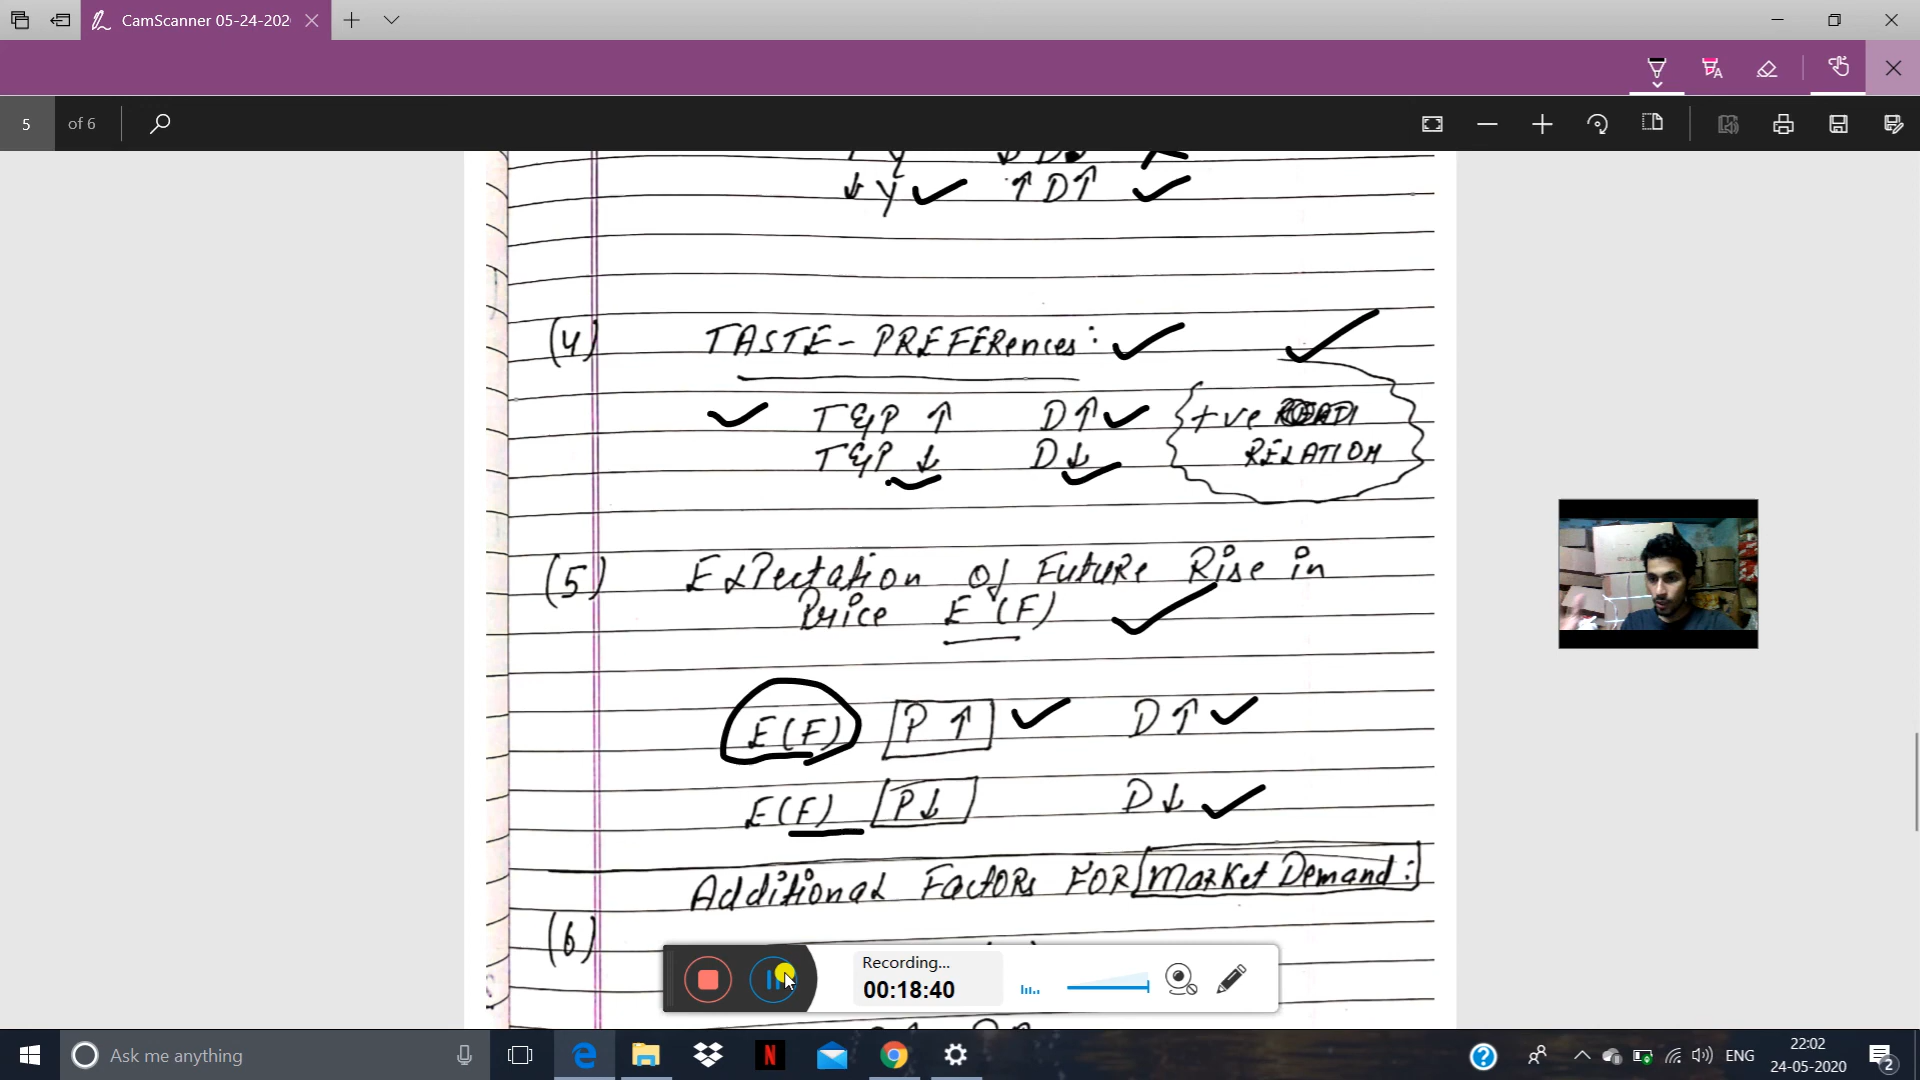 CamScanner 05-24-202
5 of 6
↓ Y ↑ D↑
(4) TASTE - PREFERences:
T&P ↑ D↑ +ve
T&P ↓ D↓ RELATION
(5) Expectation of Future Rise in
Price E (F)
E(F) P ↑ D↑
E(F) P↓ D↓
Additional Factors FOR Market Demand:
(6)
Recording...
00:18:40
Ask me anything
ENG
22:02
24-05-2020
2